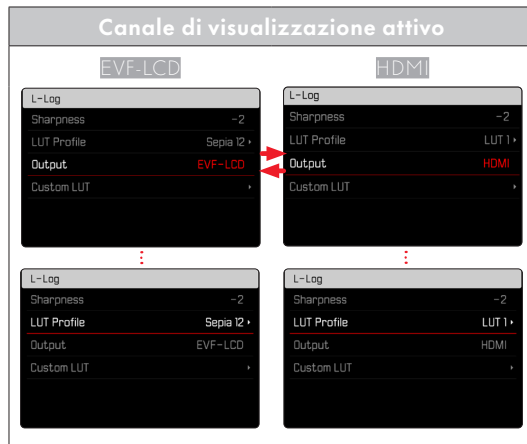 Canale di visualizzazione attivo
EVF-LCD
HDMI
L-Log
Sharpness -2
LUT Profile Sepia 12
Output EVF-LCD
Custom LUT
L-Log
Sharpness -2
LUT Profile LUT 1
Output HDMI
Custom LUT
L-Log
Sharpness -2
LUT Profile Sepia 12
Output EVF-LCD
Custom LUT
L-Log
Sharpness -2
LUT Profile LUT 1
Output HDMI
Custom LUT